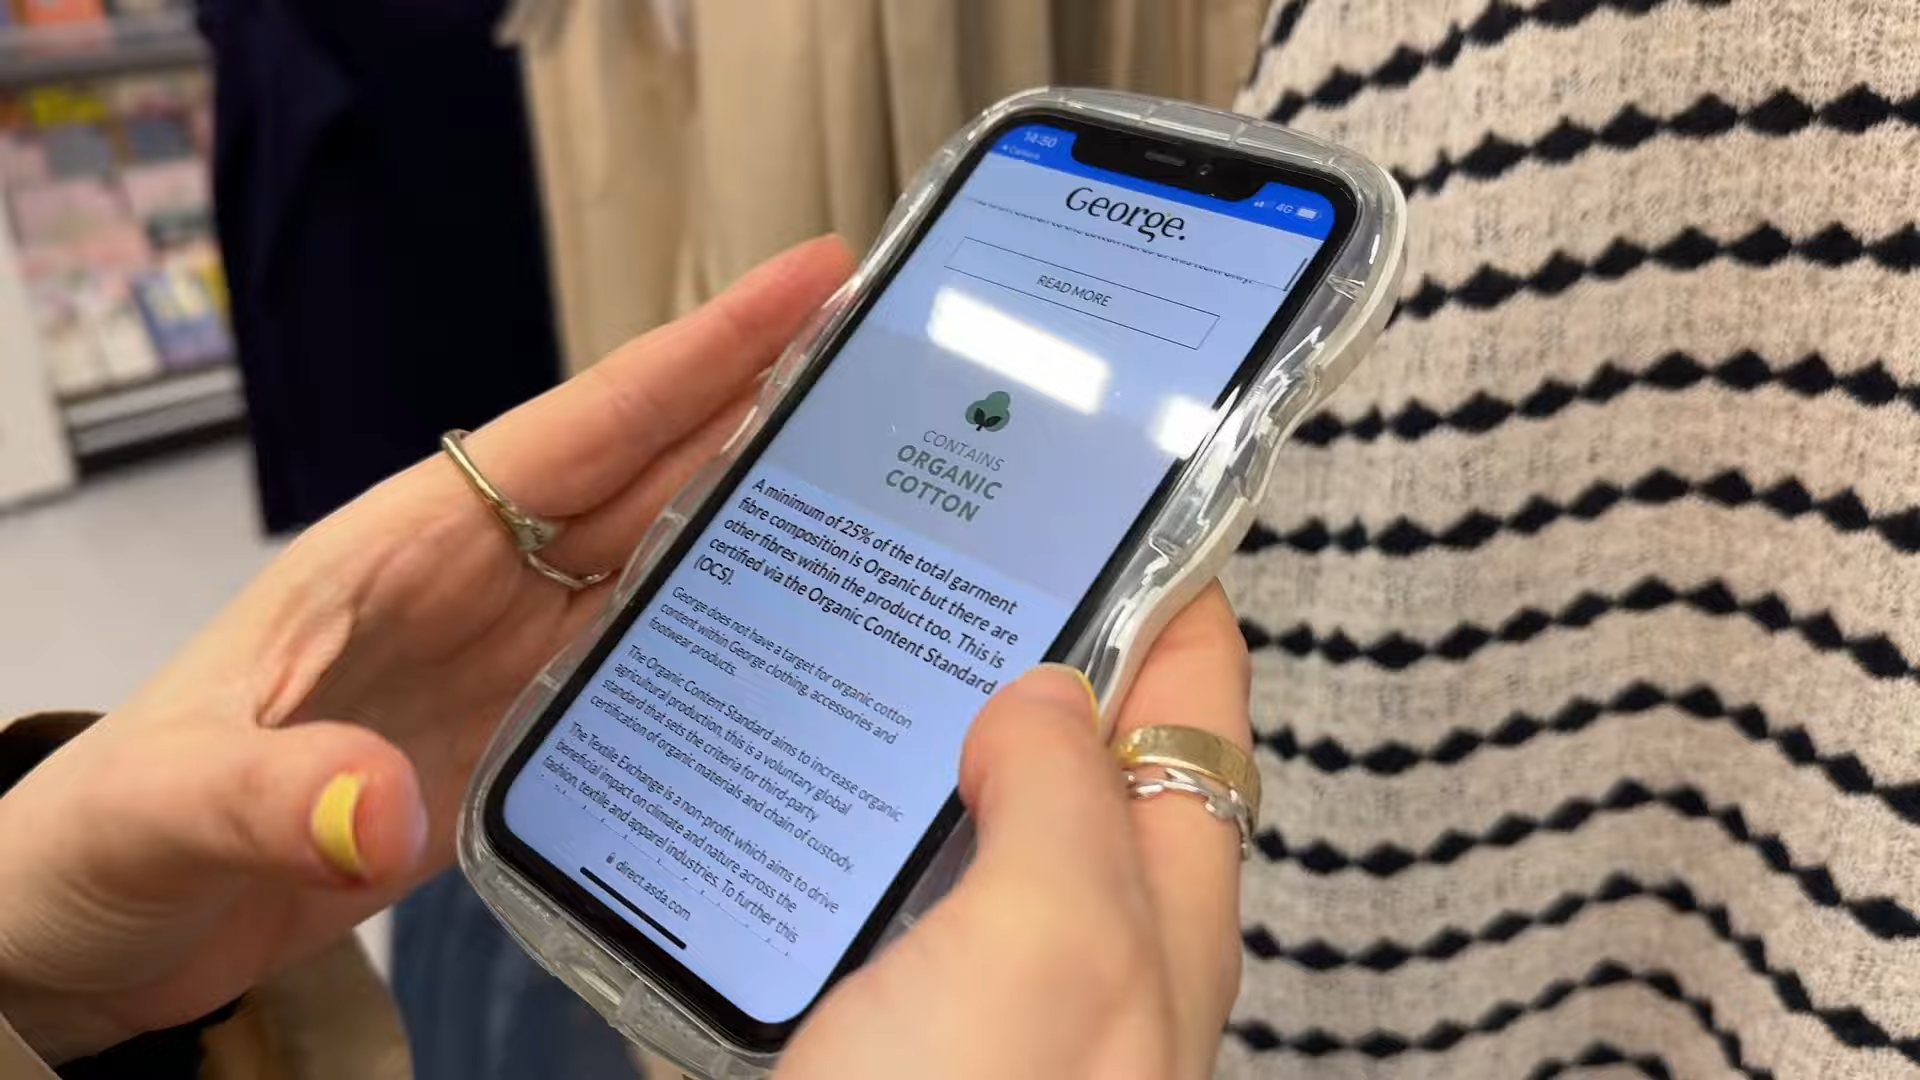 14:50
4G
George.
READ MORE
CONTAINS
ORGANIC
COTTON
A minimum of 25% of the total garment
fibre composition is Organic but there are
other fibres within the product too. This is
certified via the Organic Content Standard
(OCS).
George does not have a target for organic cotton
content within George clothing, accessories and
footwear products.
The Organic Content Standard aims to increase organic
agricultural production, this is a voluntary global
standard that sets the criteria for third-party
certification of organic materials and chain of custody.
The Textile Exchange is a non-profit which aims to drive
beneficial impact on climate and nature across the
fashion, textile and apparel industries. To further this
direct.asda.com